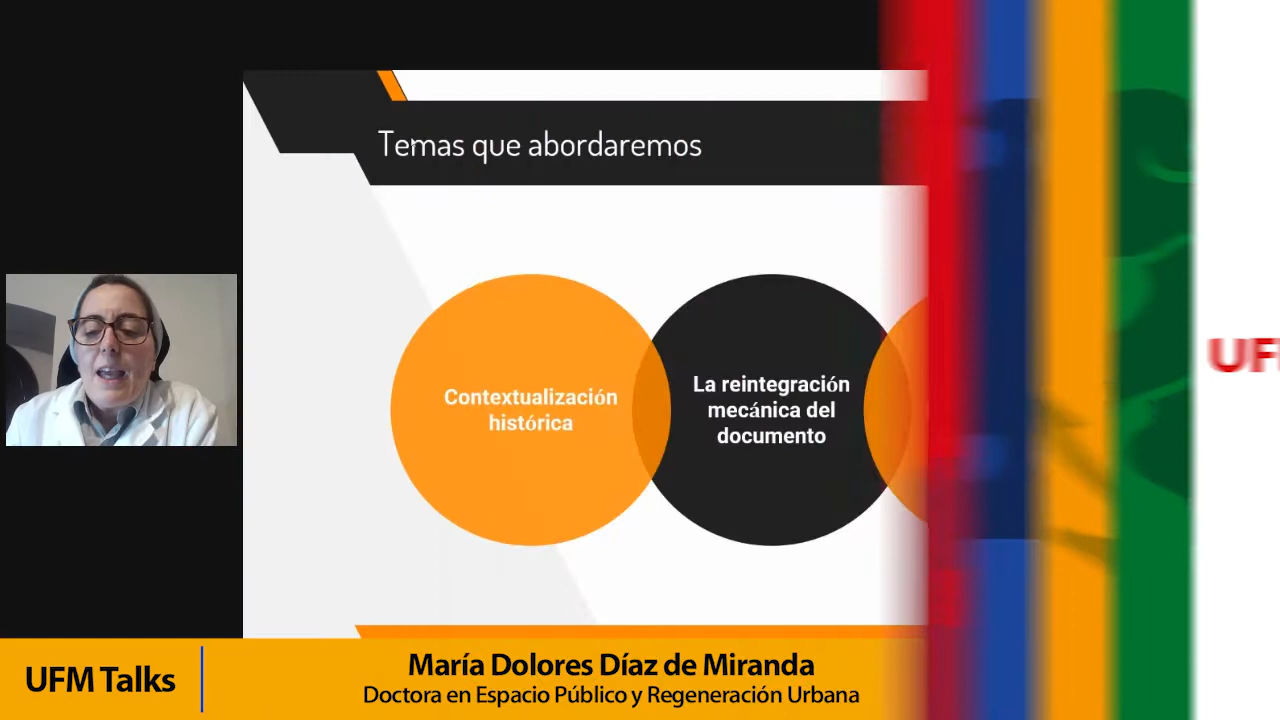 Temas que abordaremos
Contextualización
histórica
La reintegración
mecánica del
documento
UFM Talks
María Dolores Díaz de Miranda
Doctora en Espacio Público y Regeneración Urbana